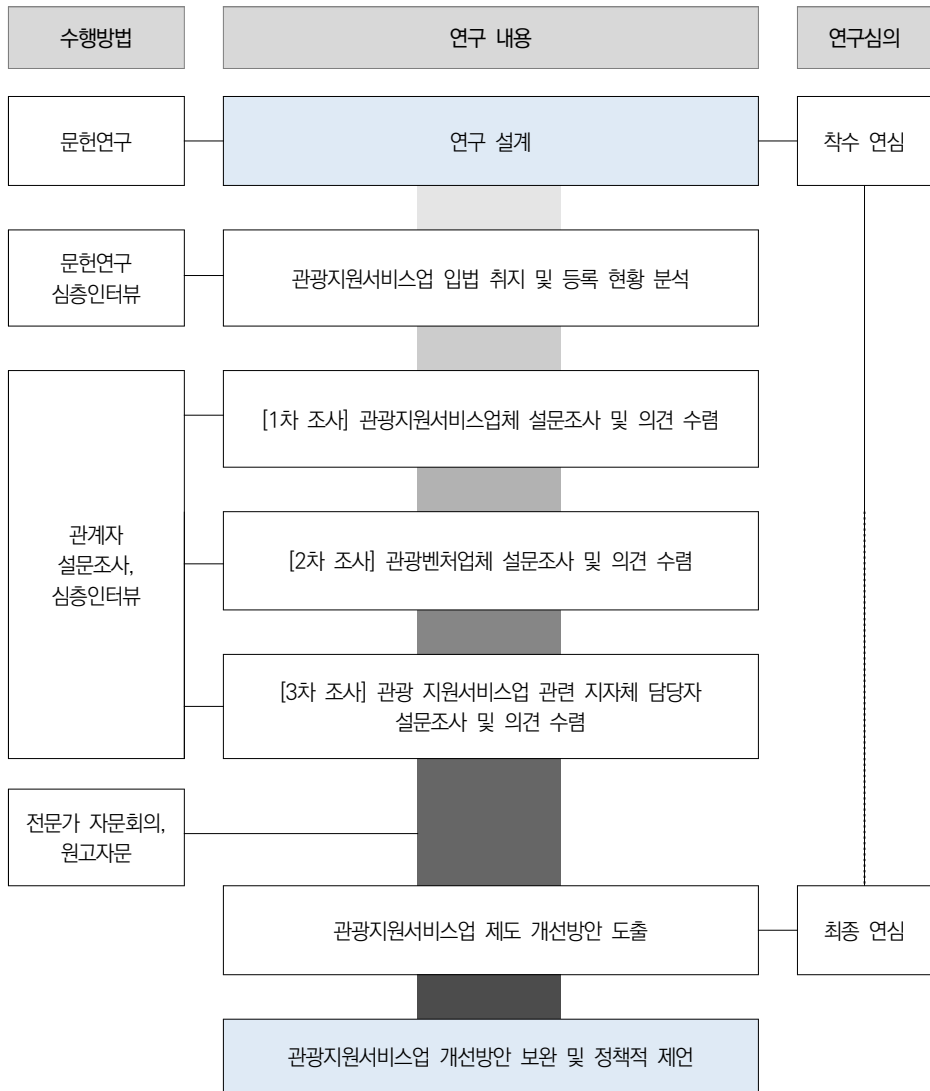 수행방법
연구 내용
연구심의
문헌연구
연구 설계
착수 연심
문헌연구
심층인터뷰
관광지원서비스업 입법 취지 및 등록 현황 분석
관계자
설문조사,
심층인터뷰
[1차 조사] 관광지원서비스업체 설문조사 및 의견 수렴
[2차 조사] 관광벤처업체 설문조사 및 의견 수렴
[3차 조사] 관광 지원서비스업 관련 지자체 담당자
설문조사 및 의견 수렴
전문가 자문회의,
원고자문
관광지원서비스업 제도 개선방안 도출
최종 연심
관광지원서비스업 개선방안 보완 및 정책적 제언